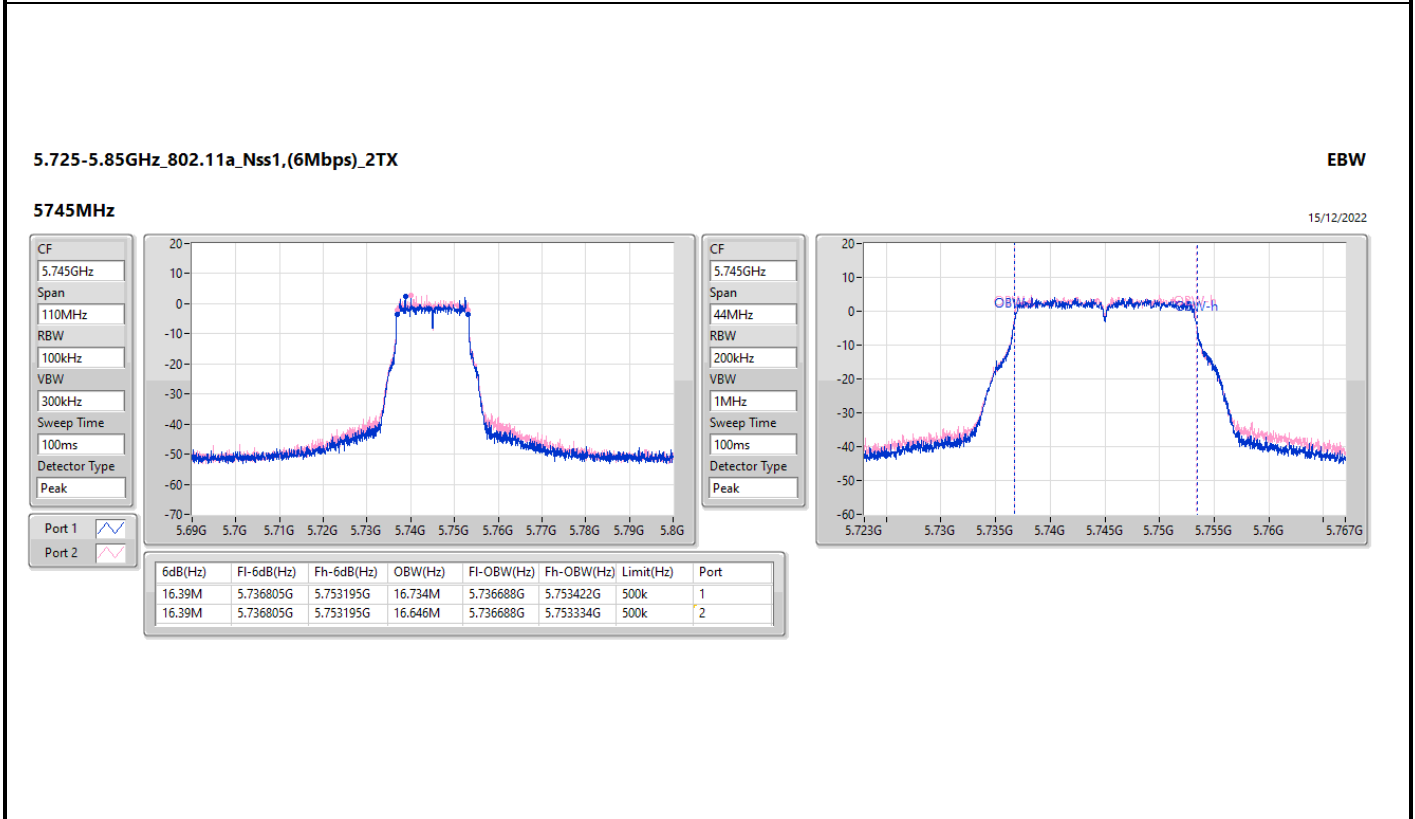 5.725-5.85GHz_802.11a_Nss1,(6Mbps)_2TX
EBW
5745MHz
15/12/2022
CF
5.745GHz
Span
110MHz
RBW
100kHz
VBW
300kHz
Sweep Time
100ms
Detector Type
Peak
Port 1
Port 2
20
10
0
-10
-20
-30
-40
-50
-60
-70
5.69G 5.7G 5.71G 5.72G 5.73G 5.74G 5.75G 5.76G 5.77G 5.78G 5.79G 5.8G
CF
5.745GHz
Span
44MHz
RBW
200kHz
VBW
1MHz
Sweep Time
100ms
Detector Type
Peak
20
10
0
-10
-20
-30
-40
-50
-60
OBW-h
5.723G 5.73G 5.735G 5.74G 5.745G 5.75G 5.755G 5.76G 5.767G
6dB(Hz) Fl-6dB(Hz) Fh-6dB(Hz) OBW(Hz) Fl-OBW(Hz) Fh-OBW(Hz) Limit(Hz) Port
16.39M 5.736805G 5.753195G 16.734M 5.736688G 5.753422G 500k 1
16.39M 5.736805G 5.753195G 16.646M 5.736688G 5.753334G 500k 2